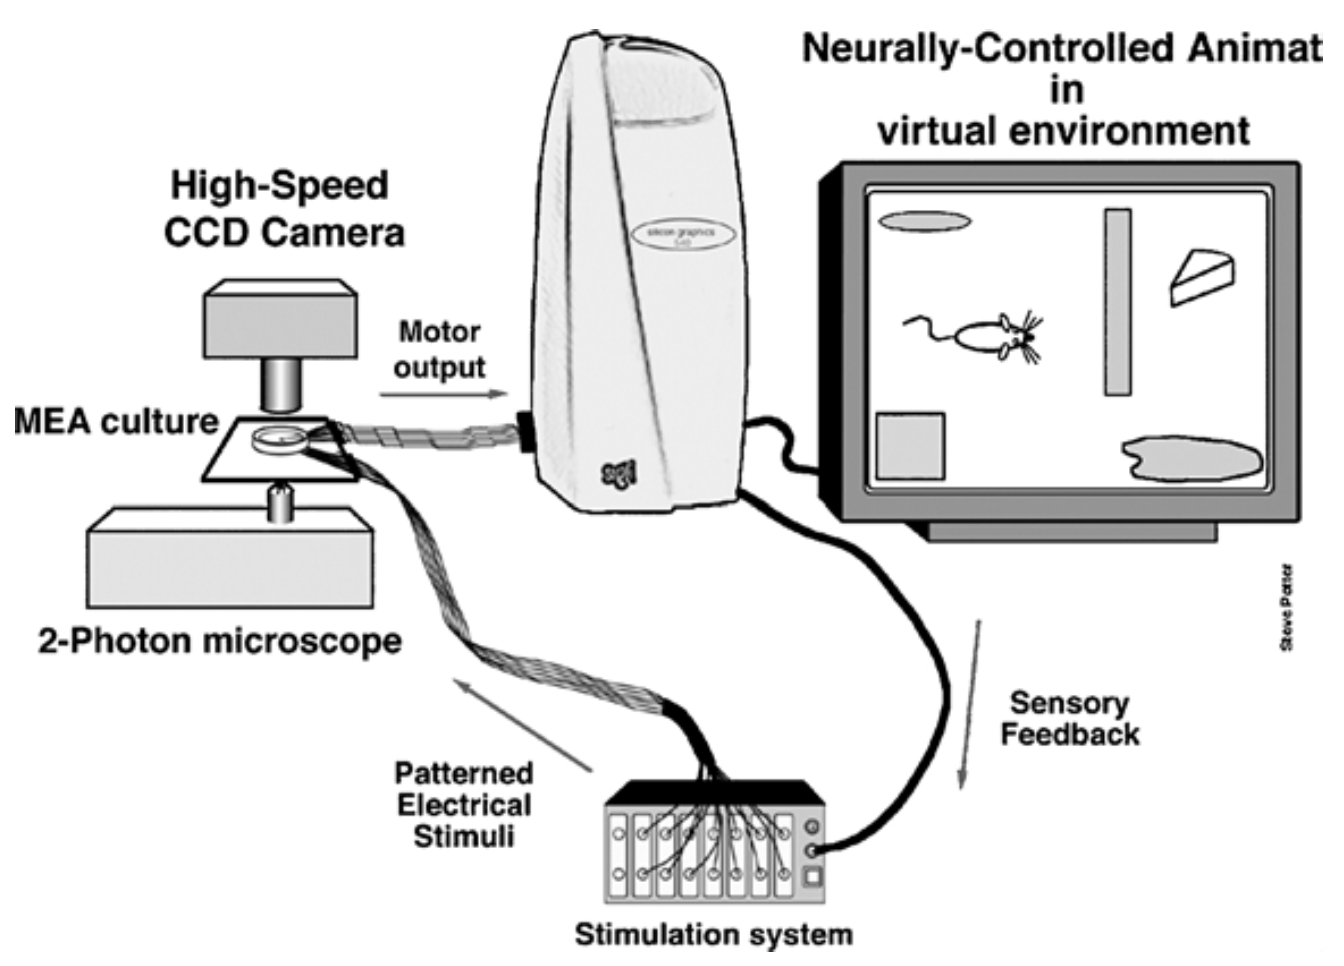 Neurally-Controlled Animat
in
virtual environment
High-Speed
CCD Camera
silicon graphics
Motor
output
MEA culture
sgi
2-Photon microscope
Steve Potter
Sensory
Feedback
Patterned
Electrical
Stimuli
Stimulation system